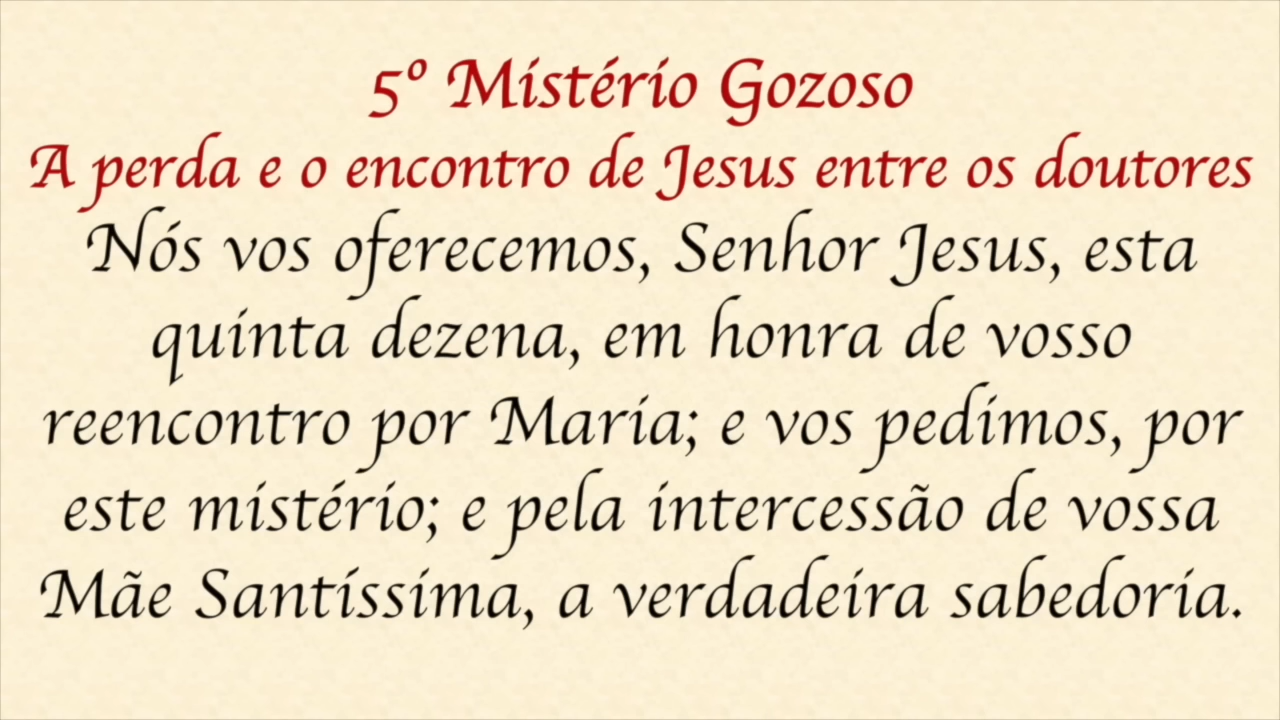 5º Mistério Gozoso
A perda e o encontro de Jesus entre os doutores
Nós vos oferecemos, Senhor Jesus, esta
quinta dezena, em honra de vosso
reencontro por Maria; e vos pedimos, por
este mistério; e pela intercessão de vossa
Mãe Santíssima, a verdadeira sabedoria.